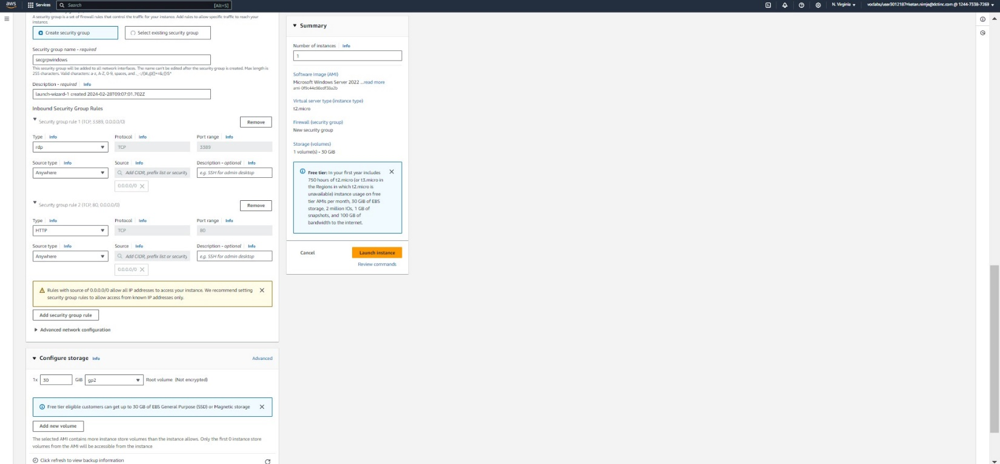 aws
Services
Search
[Alt+S]
N. Virginia
voclabs/user3012187=ketan.nimje@dctinc.com @ 1244-7338-7269
A security group is a set of firewall rules that control the traffic for your instance. Add rules to allow specific traffic to reach your
instance.
Create security group
Select existing security group
Security group name - required
secgrpwindows
This security group will be added to all network interfaces. The name can't be edited after the security group is created. Max length is
255 characters. Valid characters: a-z, A-Z, 0-9, spaces, and
Description - required Info
launch-wizard-1 created 2024-02-28T09:07:01.702Z
Inbound Security Group Rules
Security group rule 1 (TCP, 3389, 0.0.0.0/0)
Remove
Type Info Protocol Info Port range Info
rdp TCP 3389
Source type Info Source Info Description - optional Info
Anywhere Add CIDR, prefix list or security e.g. SSH for admin desktop
0.0.0.0/0
Security group rule 2 (TCP, 80, 0.0.0.0/0)
Remove
Type Info Protocol Info Port range Info
HTTP TCP 80
Source type Info Source Info Description - optional Info
Anywhere Add CIDR, prefix list or security e.g. SSH for admin desktop
0.0.0.0/0
Rules with source of 0.0.0.0/0 allow all IP addresses to access your instance. We recommend setting
security group rules to allow access from known IP addresses only.
Add security group rule
Advanced network configuration
Configure storage Info Advanced
1x 30 GiB gp2 Root volume (Not encrypted)
Free tier eligible customers can get up to 30 GB of EBS General Purpose (SSD) or Magnetic storage
Add new volume
The selected AMI contains more instance store volumes than the instance allows. Only the first 0 instance store
volumes from the AMI will be accessible from the instance
Click refresh to view backup information
Summary
Number of instances Info
1
Software Image (AMI)
Microsoft Windows Server 2022 ...read more
ami-0f9c44e98edf38a2b
Virtual server type (instance type)
t2.micro
Firewall (security group)
New security group
Storage (volumes)
1 volume(s) - 30 GiB
Free tier: In your first year includes
750 hours of t2.micro (or t3.micro in
the Regions in which t2.micro is
unavailable) instance usage on free
tier AMIs per month, 30 GiB of EBS
storage, 2 million IOs, 1 GB of
snapshots, and 100 GB of
bandwidth to the internet.
Cancel
Launch instance
Review commands